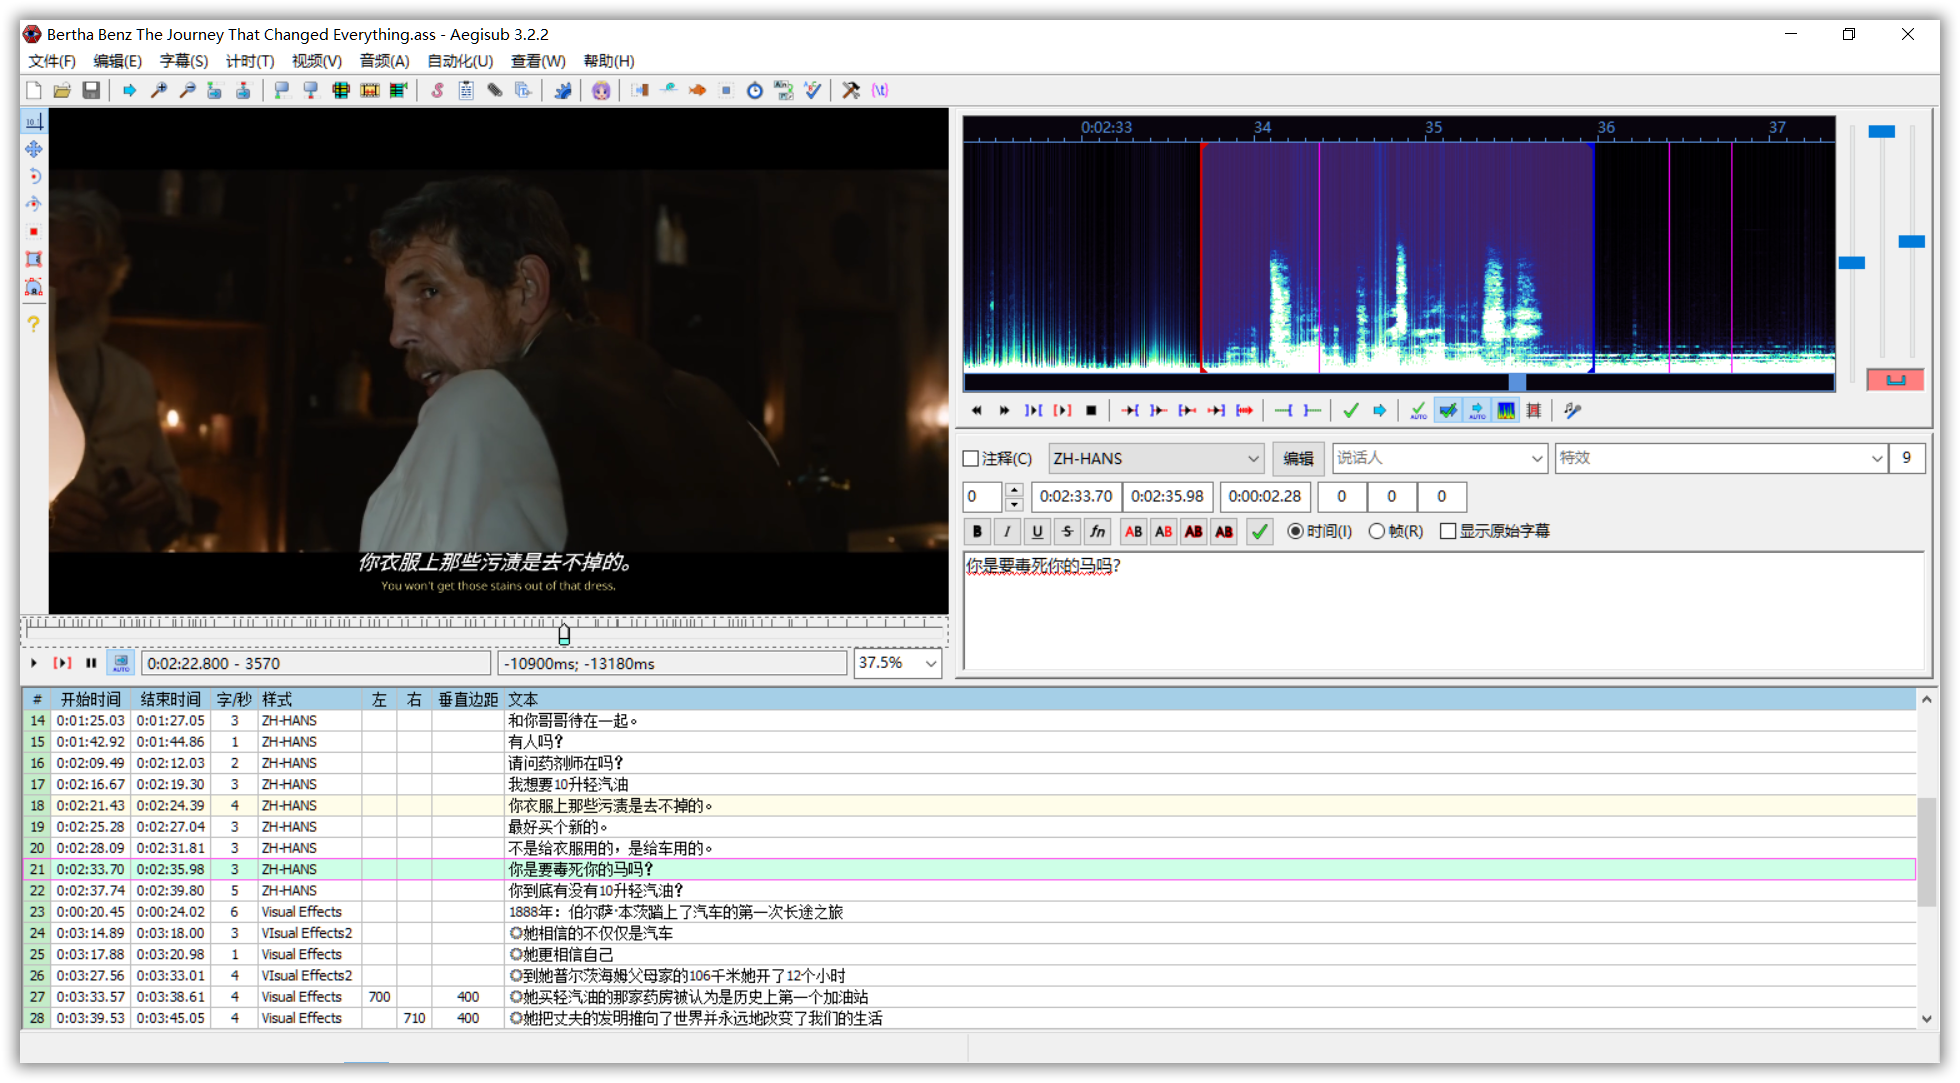 Bertha Benz The Journey That Changed Everything.ass - Aegisub 3.2.2
文件(F) 编辑(E) 字幕(S) 计时(T) 视频(V) 音频(A) 自动化(U) 查看(W) 帮助(H)
0:02:33 34 35 36 37
你衣服上那些污渍是去不掉的。
You won't get those stains out of that dress.
注释(C) ZH-HANS 编辑 说话人 特效 9
0 0:02:33.70 0:02:35.98 0:00:02.28 0 0 0
B I U S fn AB AB AB AB 时间(I) 帧(R) 显示原始字幕
你是要毒死你的马吗?
0:02:22.800 - 3570 -10900ms; -13180ms 37.5%
# 开始时间 结束时间 字/秒 样式 左 右 垂直边距 文本
14 0:01:25.03 0:01:27.05 3 ZH-HANS 和你哥哥待在一起。
15 0:01:42.92 0:01:44.86 1 ZH-HANS 有人吗?
16 0:02:09.49 0:02:12.03 2 ZH-HANS 请问药剂师在吗?
17 0:02:16.67 0:02:19.30 3 ZH-HANS 我想要10升轻汽油
18 0:02:21.43 0:02:24.39 4 ZH-HANS 你衣服上那些污渍是去不掉的。
19 0:02:25.28 0:02:27.04 3 ZH-HANS 最好买个新的。
20 0:02:28.09 0:02:31.81 3 ZH-HANS 不是给衣服用的，是给车用的。
21 0:02:33.70 0:02:35.98 3 ZH-HANS 你是要毒死你的马吗?
22 0:02:37.74 0:02:39.80 5 ZH-HANS 你到底有没有10升轻汽油?
23 0:00:20.45 0:00:24.02 6 Visual Effects 1888年：伯尔萨·本茨踏上了汽车的第一次长途之旅
24 0:03:14.89 0:03:18.00 3 VIsual Effects2 ◎她相信的不仅仅是汽车
25 0:03:17.88 0:03:20.98 1 Visual Effects ◎她更相信自己
26 0:03:27.56 0:03:33.01 4 VIsual Effects2 ◎到她普尔茨海姆父母家的106千米她开了12个小时
27 0:03:33.57 0:03:38.61 4 Visual Effects 700 400 ◎她买轻汽油的那家药房被认为是历史上第一个加油站
28 0:03:39.53 0:03:45.05 4 Visual Effects 710 400 ◎她把丈夫的发明推向了世界并永远地改变了我们的生活